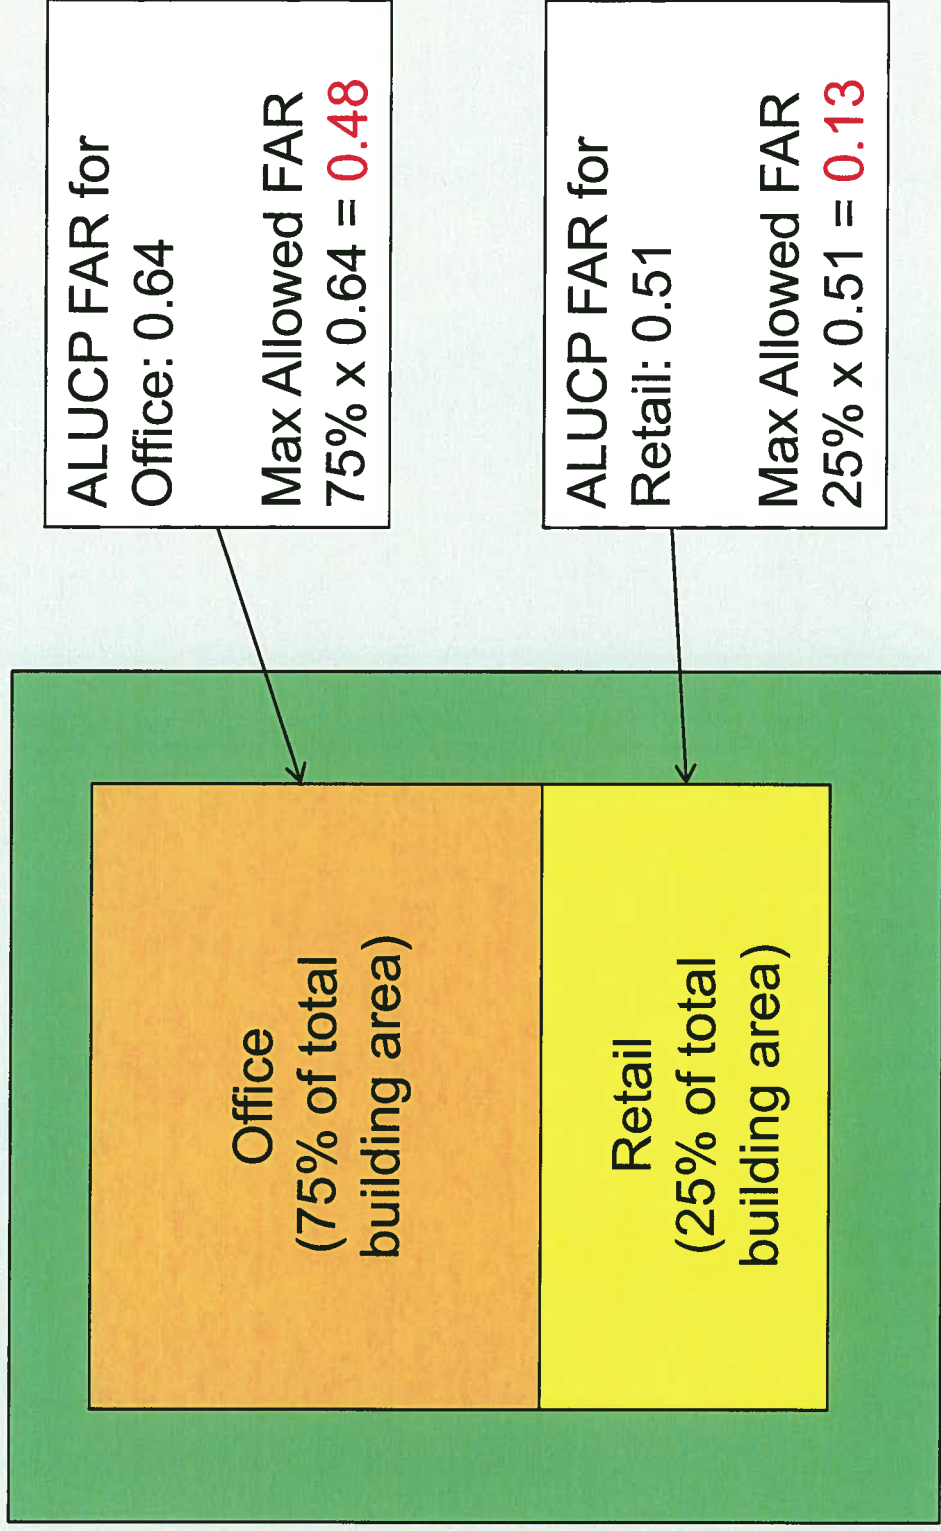 Office
(75% of total
building area)
Retail
(25% of total
building area)
ALUCP FAR for
Office: 0.64
Max Allowed FAR
75% x 0.64 = 0.48
ALUCP FAR for
Retail: 0.51
Max Allowed FAR
25% x 0.51 = 0.13